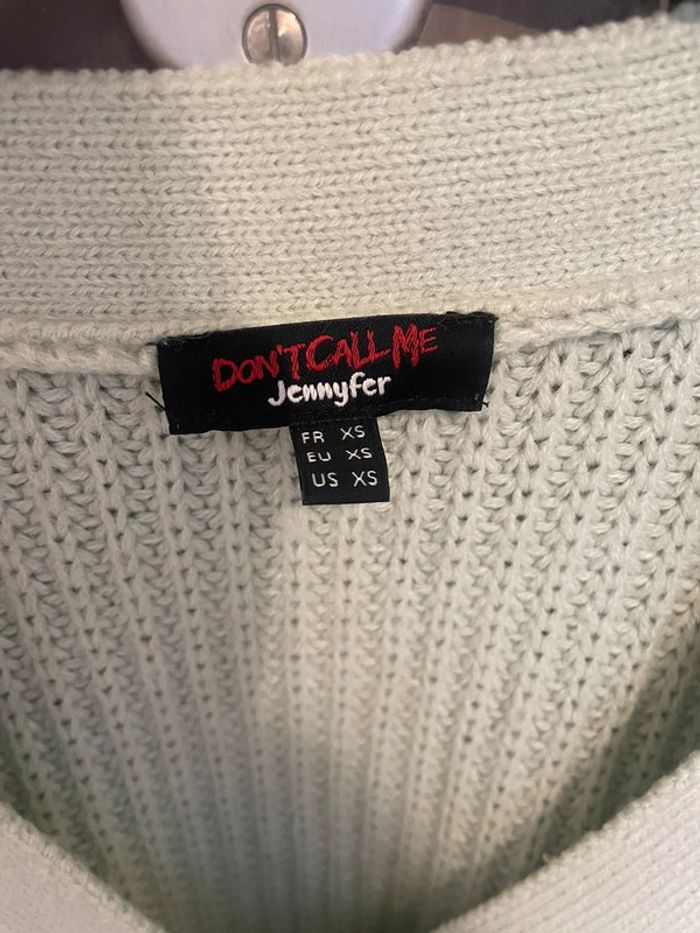 DON'T CALL ME
Jennyfer
FR XS
EU XS
US XS